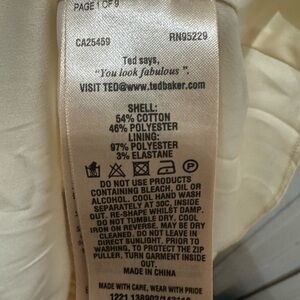 PAGE 1 OF 9
CA25459 RN95229
Ted says,
"You look fabulous".
VISIT TED@www.tedbaker.com
SHELL:
54% COTTON
46% POLYESTER
LINING:
97% POLYESTER
3% ELASTANE
DO NOT USE PRODUCTS
CONTAINING BLEACH, OIL, OR
ALCOHOL. COOL HAND WASH
SEPARATELY AT 30C, INSIDE
OUT. RE-SHAPE WHILST DAMP.
DO NOT TUMBLE DRY. COOL
IRON ON REVERSE. MAY BE DRY
CLEANED. DO NOT LEAVE IN
DIRECT SUNLIGHT. PRIOR TO
WASHING, TO PROTECT THE ZIP
PULLER, TURN GARMENT INSIDE
OUT.
MADE IN CHINA
MADE WITH CARE, WEAR WITH PRIDE